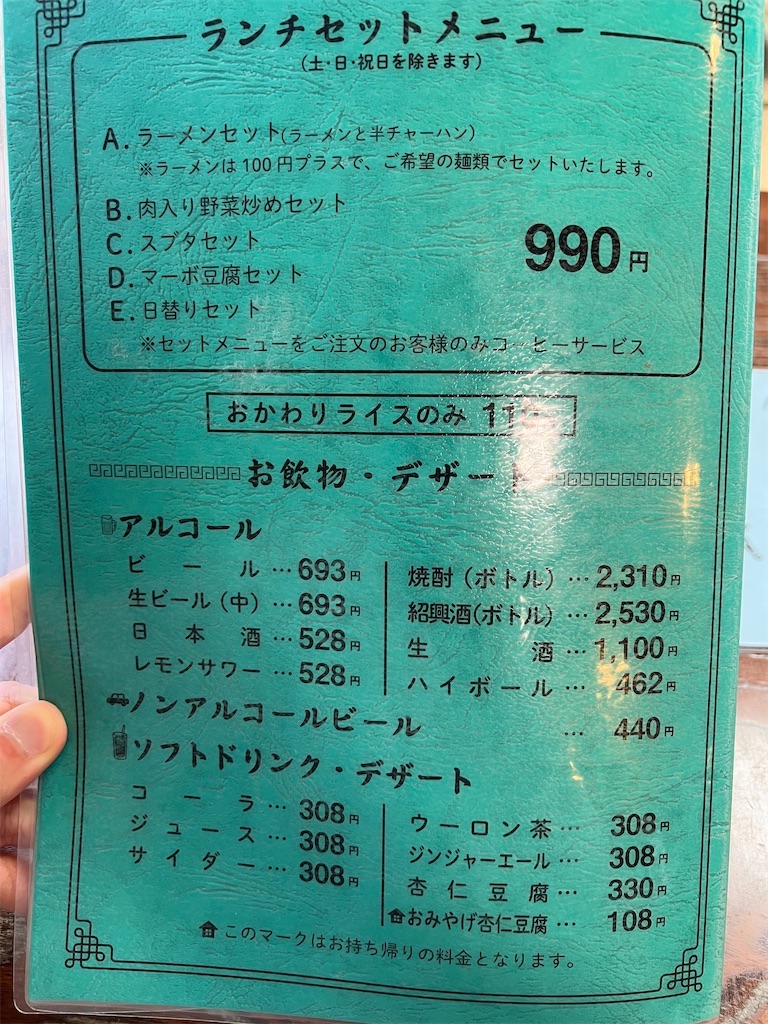 ランチセットメニュー
(土・日・祝日を除きます)
A. ラーメンセット(ラーメンと半チャーハン)
※ラーメンは100円プラスで、ご希望の麺類でセットいたします。
B. 肉入り野菜炒めセット
C. スブタセット
D. マーボ豆腐セット
E. 日替りセット
990円
※セットメニューをご注文のお客様のみコーヒーサービス
おかわりライスのみ
お飲物・デザート
アルコール
ビール…693円
生ビール(中)…693円
日本酒…528円
レモンサワー…528円
焼酎(ボトル)…2,310円
紹興酒(ボトル)…2,530円
生酒…1,100円
ハイボール…462円
ノンアルコールビール…440円
ソフトドリンク・デザート
コーラ…308円
ジュース…308円
サイダー…308円
ウーロン茶…308円
ジンジャーエール…308円
杏仁豆腐…330円
おみやげ杏仁豆腐…108円
このマークはお持ち帰りの料金となります。